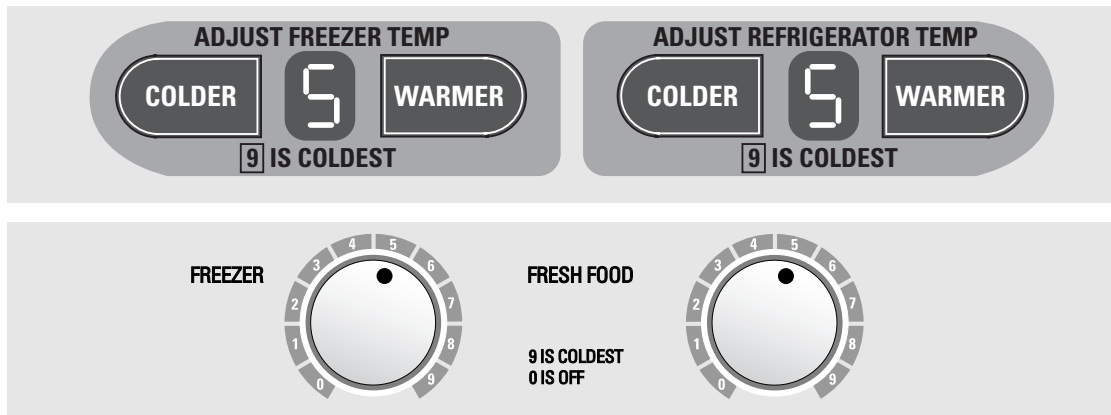 ADJUST FREEZER TEMP
COLDER 5 WARMER
9 IS COLDEST
ADJUST REFRIGERATOR TEMP
COLDER 5 WARMER
9 IS COLDEST
FREEZER
0 1 2 3 4 5 6 7 8 9
FRESH FOOD
9 IS COLDEST
0 IS OFF
0 1 2 3 4 5 6 7 8 9